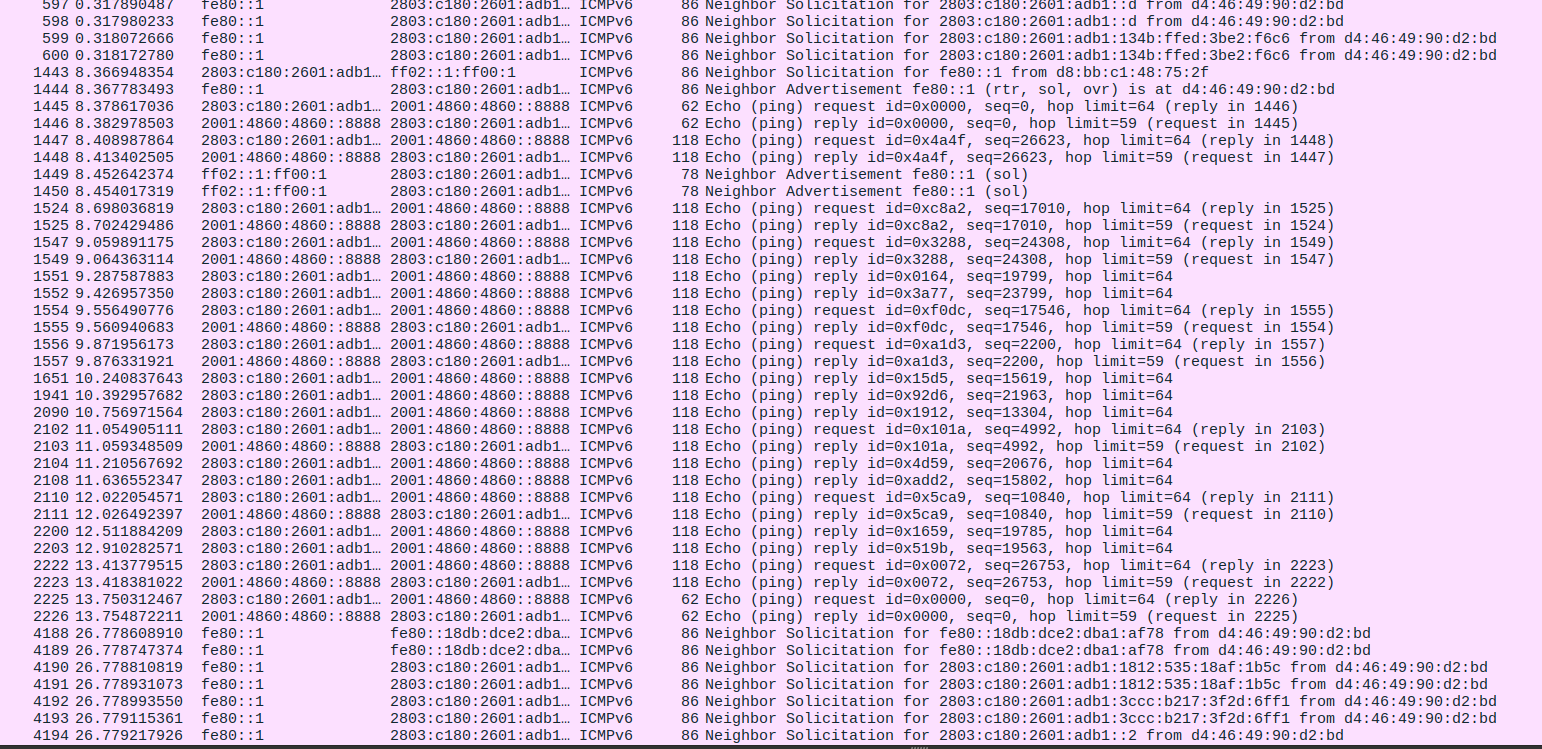 597 0.317890487 fe80::1 2803:c180:2601:adb1… ICMPv6 86 Neighbor Solicitation for 2803:c180:2601:adb1::d from d4:46:49:90:d2:bd
598 0.317980233 fe80::1 2803:c180:2601:adb1… ICMPv6 86 Neighbor Solicitation for 2803:c180:2601:adb1::d from d4:46:49:90:d2:bd
599 0.318072666 fe80::1 2803:c180:2601:adb1… ICMPv6 86 Neighbor Solicitation for 2803:c180:2601:adb1:134b:ffed:3be2:f6c6 from d4:46:49:90:d2:bd
600 0.318172780 fe80::1 2803:c180:2601:adb1… ICMPv6 86 Neighbor Solicitation for 2803:c180:2601:adb1:134b:ffed:3be2:f6c6 from d4:46:49:90:d2:bd
1443 8.366948354 2803:c180:2601:adb1… ff02::1:ff00:1 ICMPv6 86 Neighbor Solicitation for fe80::1 from d8:bb:c1:48:75:2f
1444 8.367783493 fe80::1 2803:c180:2601:adb1… ICMPv6 86 Neighbor Advertisement fe80::1 (rtr, sol, ovr) is at d4:46:49:90:d2:bd
1445 8.378617036 2803:c180:2601:adb1… 2001:4860:4860::8888 ICMPv6 62 Echo (ping) request id=0x0000, seq=0, hop limit=64 (reply in 1446)
1446 8.382978503 2001:4860:4860::8888 2803:c180:2601:adb1… ICMPv6 62 Echo (ping) reply id=0x0000, seq=0, hop limit=59 (request in 1445)
1447 8.408987864 2803:c180:2601:adb1… 2001:4860:4860::8888 ICMPv6 118 Echo (ping) request id=0x4a4f, seq=26623, hop limit=64 (reply in 1448)
1448 8.413402505 2001:4860:4860::8888 2803:c180:2601:adb1… ICMPv6 118 Echo (ping) reply id=0x4a4f, seq=26623, hop limit=59 (request in 1447)
1449 8.452642374 ff02::1:ff00:1 2803:c180:2601:adb1… ICMPv6 78 Neighbor Advertisement fe80::1 (sol)
1450 8.454017319 ff02::1:ff00:1 2803:c180:2601:adb1… ICMPv6 78 Neighbor Advertisement fe80::1 (sol)
1524 8.698036819 2803:c180:2601:adb1… 2001:4860:4860::8888 ICMPv6 118 Echo (ping) request id=0xc8a2, seq=17010, hop limit=64 (reply in 1525)
1525 8.702429486 2001:4860:4860::8888 2803:c180:2601:adb1… ICMPv6 118 Echo (ping) reply id=0xc8a2, seq=17010, hop limit=59 (request in 1524)
1547 9.059891175 2803:c180:2601:adb1… 2001:4860:4860::8888 ICMPv6 118 Echo (ping) request id=0x3288, seq=24308, hop limit=64 (reply in 1549)
1549 9.064363114 2001:4860:4860::8888 2803:c180:2601:adb1… ICMPv6 118 Echo (ping) reply id=0x3288, seq=24308, hop limit=59 (request in 1547)
1551 9.287587883 2803:c180:2601:adb1… 2001:4860:4860::8888 ICMPv6 118 Echo (ping) reply id=0x0164, seq=19799, hop limit=64
1552 9.426957350 2803:c180:2601:adb1… 2001:4860:4860::8888 ICMPv6 118 Echo (ping) reply id=0x3a77, seq=23799, hop limit=64
1554 9.556490776 2803:c180:2601:adb1… 2001:4860:4860::8888 ICMPv6 118 Echo (ping) request id=0xf0dc, seq=17546, hop limit=64 (reply in 1555)
1555 9.560940683 2001:4860:4860::8888 2803:c180:2601:adb1… ICMPv6 118 Echo (ping) reply id=0xf0dc, seq=17546, hop limit=59 (request in 1554)
1556 9.871956173 2803:c180:2601:adb1… 2001:4860:4860::8888 ICMPv6 118 Echo (ping) request id=0xa1d3, seq=2200, hop limit=64 (reply in 1557)
1557 9.876331921 2001:4860:4860::8888 2803:c180:2601:adb1… ICMPv6 118 Echo (ping) reply id=0xa1d3, seq=2200, hop limit=59 (request in 1556)
1651 10.240837643 2803:c180:2601:adb1… 2001:4860:4860::8888 ICMPv6 118 Echo (ping) reply id=0x15d5, seq=15619, hop limit=64
1941 10.392957682 2803:c180:2601:adb1… 2001:4860:4860::8888 ICMPv6 118 Echo (ping) reply id=0x92d6, seq=21963, hop limit=64
2090 10.756971564 2803:c180:2601:adb1… 2001:4860:4860::8888 ICMPv6 118 Echo (ping) reply id=0x1912, seq=13304, hop limit=64
2102 11.054905111 2803:c180:2601:adb1… 2001:4860:4860::8888 ICMPv6 118 Echo (ping) request id=0x101a, seq=4992, hop limit=64 (reply in 2103)
2103 11.059348509 2001:4860:4860::8888 2803:c180:2601:adb1… ICMPv6 118 Echo (ping) reply id=0x101a, seq=4992, hop limit=59 (request in 2102)
2104 11.210567692 2803:c180:2601:adb1… 2001:4860:4860::8888 ICMPv6 118 Echo (ping) reply id=0x4d59, seq=20676, hop limit=64
2108 11.636552347 2803:c180:2601:adb1… 2001:4860:4860::8888 ICMPv6 118 Echo (ping) reply id=0xadd2, seq=15802, hop limit=64
2110 12.022054571 2803:c180:2601:adb1… 2001:4860:4860::8888 ICMPv6 118 Echo (ping) request id=0x5ca9, seq=10840, hop limit=64 (reply in 2111)
2111 12.026492397 2001:4860:4860::8888 2803:c180:2601:adb1… ICMPv6 118 Echo (ping) reply id=0x5ca9, seq=10840, hop limit=59 (request in 2110)
2200 12.511884209 2803:c180:2601:adb1… 2001:4860:4860::8888 ICMPv6 118 Echo (ping) reply id=0x1659, seq=19785, hop limit=64
2203 12.910282571 2803:c180:2601:adb1… 2001:4860:4860::8888 ICMPv6 118 Echo (ping) reply id=0x519b, seq=19563, hop limit=64
2222 13.413779515 2803:c180:2601:adb1… 2001:4860:4860::8888 ICMPv6 118 Echo (ping) request id=0x0072, seq=26753, hop limit=64 (reply in 2223)
2223 13.418381022 2001:4860:4860::8888 2803:c180:2601:adb1… ICMPv6 118 Echo (ping) reply id=0x0072, seq=26753, hop limit=59 (request in 2222)
2225 13.750312467 2803:c180:2601:adb1… 2001:4860:4860::8888 ICMPv6 62 Echo (ping) request id=0x0000, seq=0, hop limit=64 (reply in 2226)
2226 13.754872211 2001:4860:4860::8888 2803:c180:2601:adb1… ICMPv6 62 Echo (ping) reply id=0x0000, seq=0, hop limit=59 (request in 2225)
4188 26.778608910 fe80::1 fe80::18db:dce2:dba… ICMPv6 86 Neighbor Solicitation for fe80::18db:dce2:dba1:af78 from d4:46:49:90:d2:bd
4189 26.778747374 fe80::1 fe80::18db:dce2:dba… ICMPv6 86 Neighbor Solicitation for fe80::18db:dce2:dba1:af78 from d4:46:49:90:d2:bd
4190 26.778810819 fe80::1 2803:c180:2601:adb1… ICMPv6 86 Neighbor Solicitation for 2803:c180:2601:adb1:1812:535:18af:1b5c from d4:46:49:90:d2:bd
4191 26.778931073 fe80::1 2803:c180:2601:adb1… ICMPv6 86 Neighbor Solicitation for 2803:c180:2601:adb1:1812:535:18af:1b5c from d4:46:49:90:d2:bd
4192 26.778993550 fe80::1 2803:c180:2601:adb1… ICMPv6 86 Neighbor Solicitation for 2803:c180:2601:adb1:3ccc:b217:3f2d:6ff1 from d4:46:49:90:d2:bd
4193 26.779115361 fe80::1 2803:c180:2601:adb1… ICMPv6 86 Neighbor Solicitation for 2803:c180:2601:adb1:3ccc:b217:3f2d:6ff1 from d4:46:49:90:d2:bd
4194 26.779217926 fe80::1 2803:c180:2601:adb1… ICMPv6 86 Neighbor Solicitation for 2803:c180:2601:adb1::2 from d4:46:49:90:d2:bd